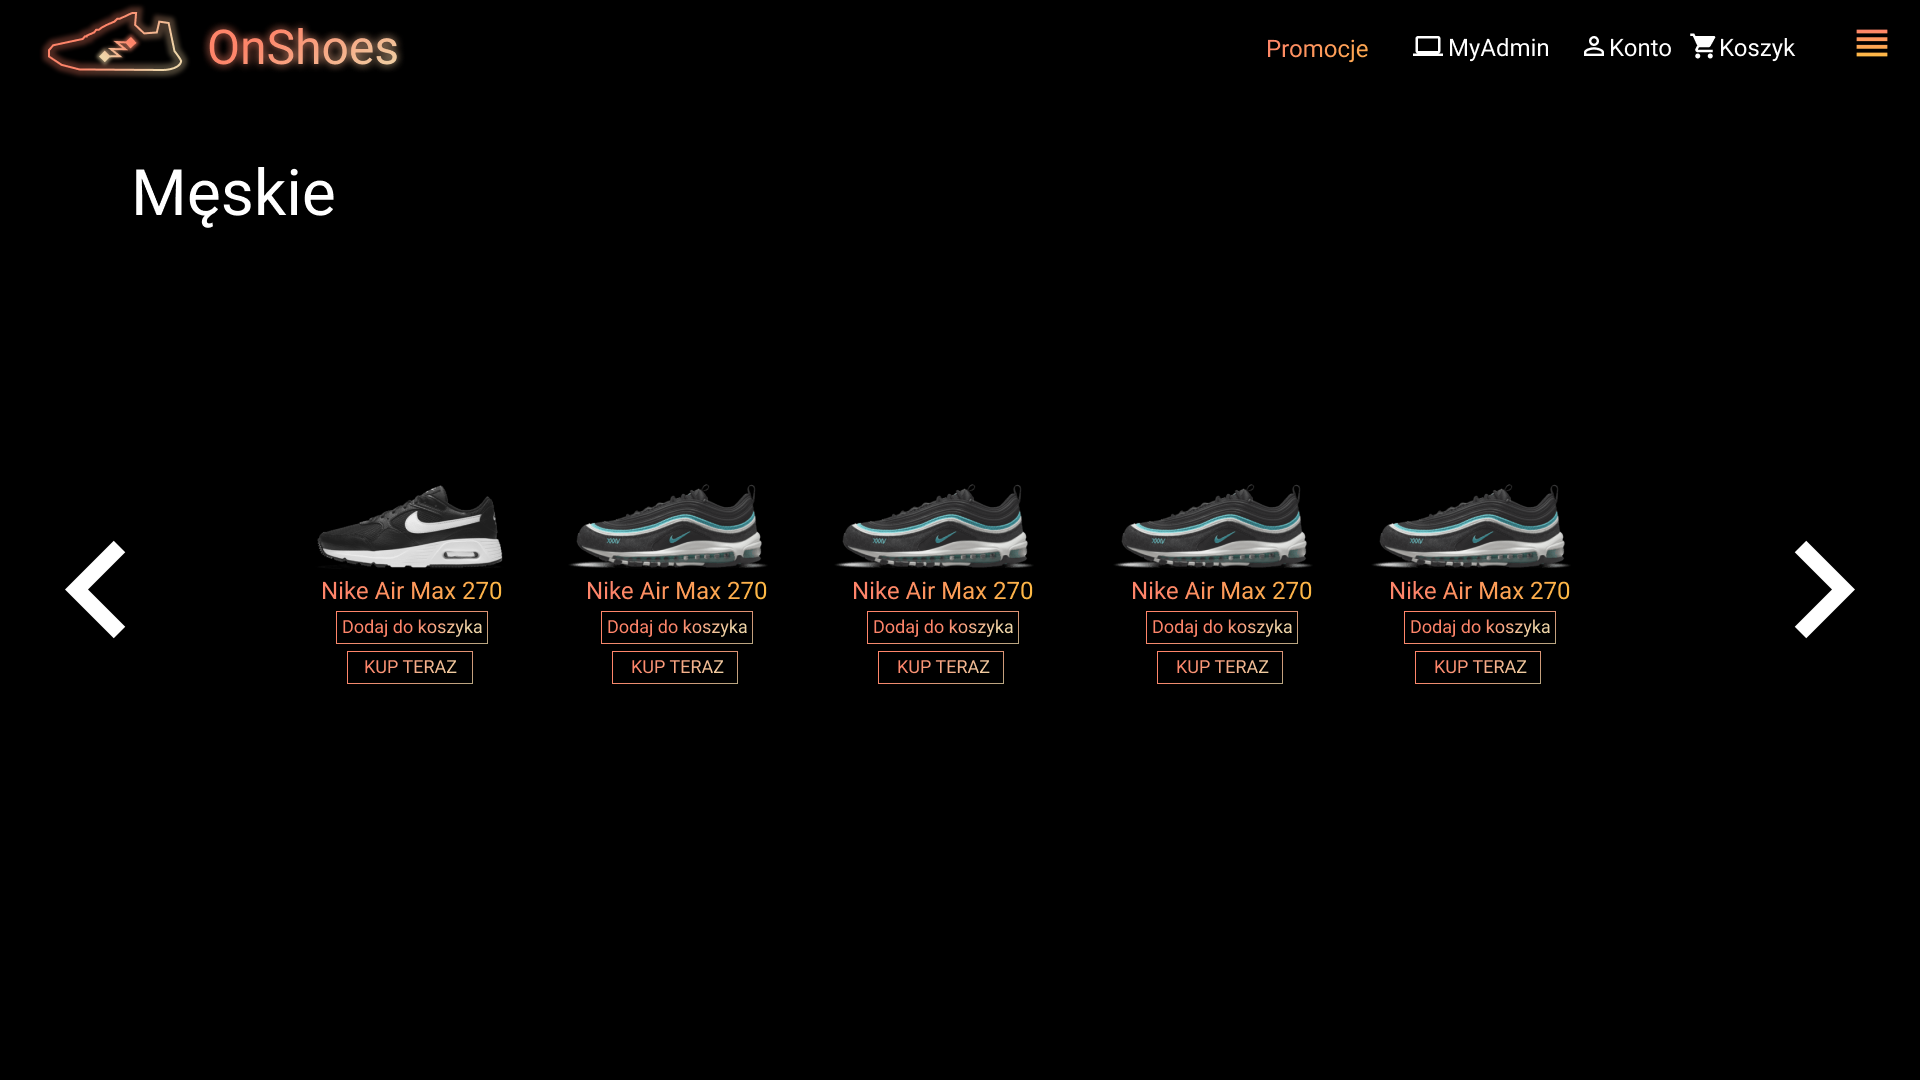 OnShoes
Promocje
MyAdmin
Konto
Koszyk
Męskie
Nike Air Max 270
Nike Air Max 270
Nike Air Max 270
Nike Air Max 270
Nike Air Max 270
Dodaj do koszyka
Dodaj do koszyka
Dodaj do koszyka
Dodaj do koszyka
Dodaj do koszyka
KUP TERAZ
KUP TERAZ
KUP TERAZ
KUP TERAZ
KUP TERAZ